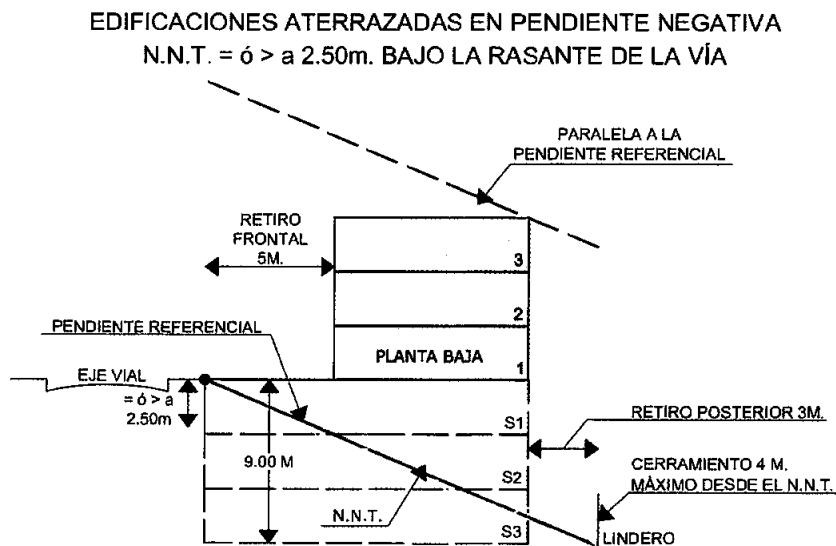 EDIFICACIONES ATERRAZADAS EN PENDIENTE NEGATIVA
N.N.T. = ó > a 2.50m. BAJO LA RASANTE DE LA VÍA
PARALELA A LA
PENDIENTE REFERENCIAL
RETIRO
FRONTAL
5M.
3
2
PENDIENTE REFERENCIAL
PLANTA BAJA
1
EJE VIAL
= ó > a
2.50m
S1
RETIRO POSTERIOR 3M.
9.00 M
S2
CERRAMIENTO 4 M.
MÁXIMO DESDE EL N.N.T.
N.N.T.
S3
LINDERO